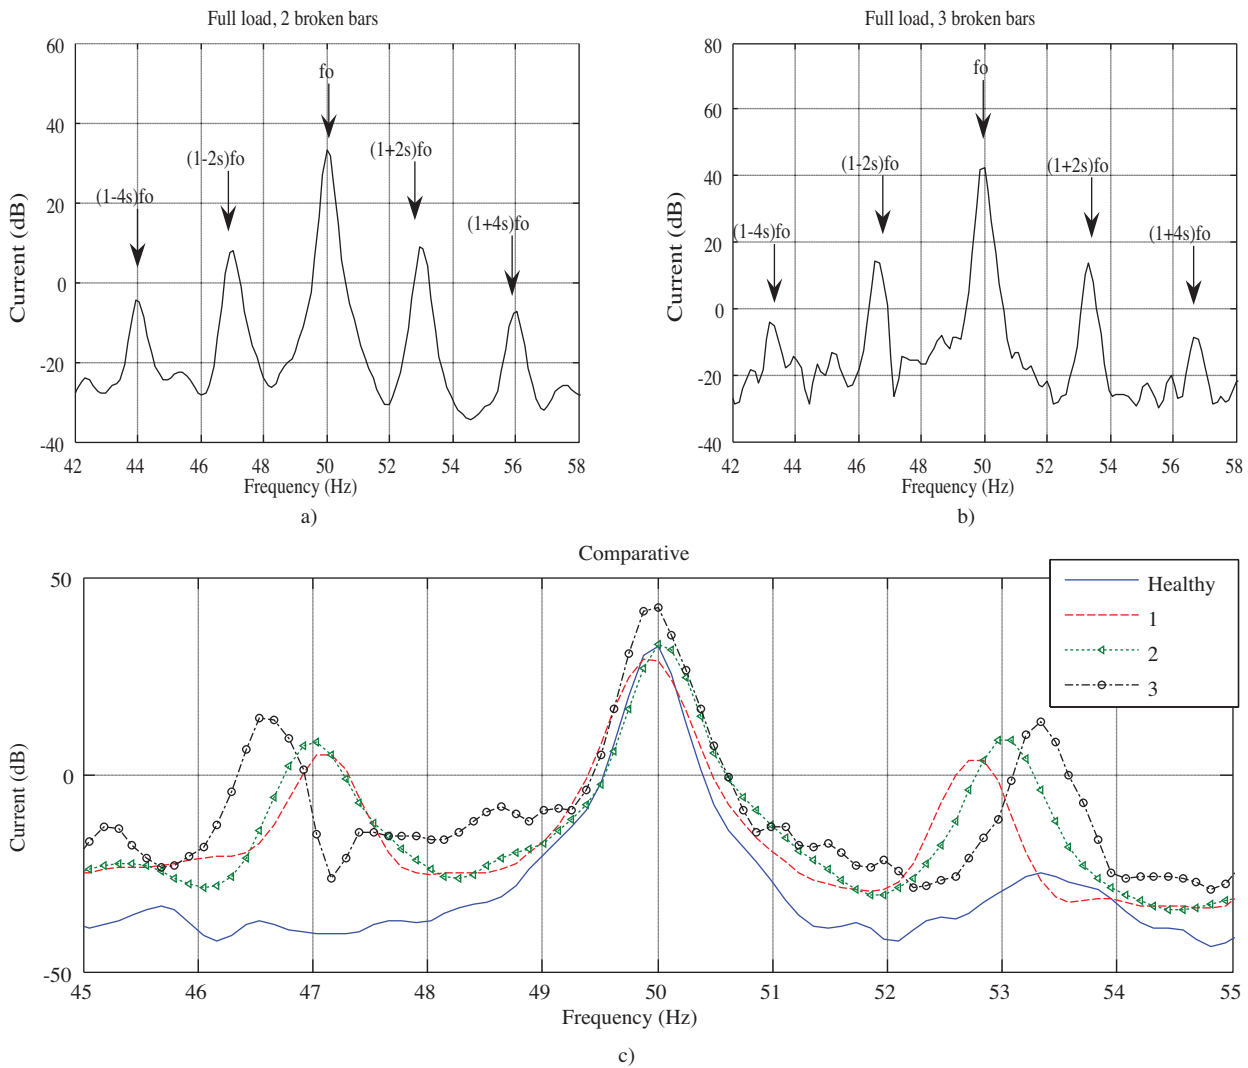 Full load, 2 broken bars
60
40
20
0
-20
-40
42 44 46 48 50 52 54 56 58
Current (dB)
Frequency (Hz)
(1-4s)fo
(1-2s)fo
fo
(1+2s)fo
(1+4s)fo
a)
Full load, 3 broken bars
80
60
40
20
0
-20
-40
42 44 46 48 50 52 54 56 58
Current (dB)
Frequency (Hz)
(1-4s)fo
(1-2s)fo
fo
(1+2s)fo
(1+4s)fo
b)
Comparative
50
0
-50
45 46 47 48 49 50 51 52 53 54 55
Current (dB)
Frequency (Hz)
Healthy
1
2
3
c)